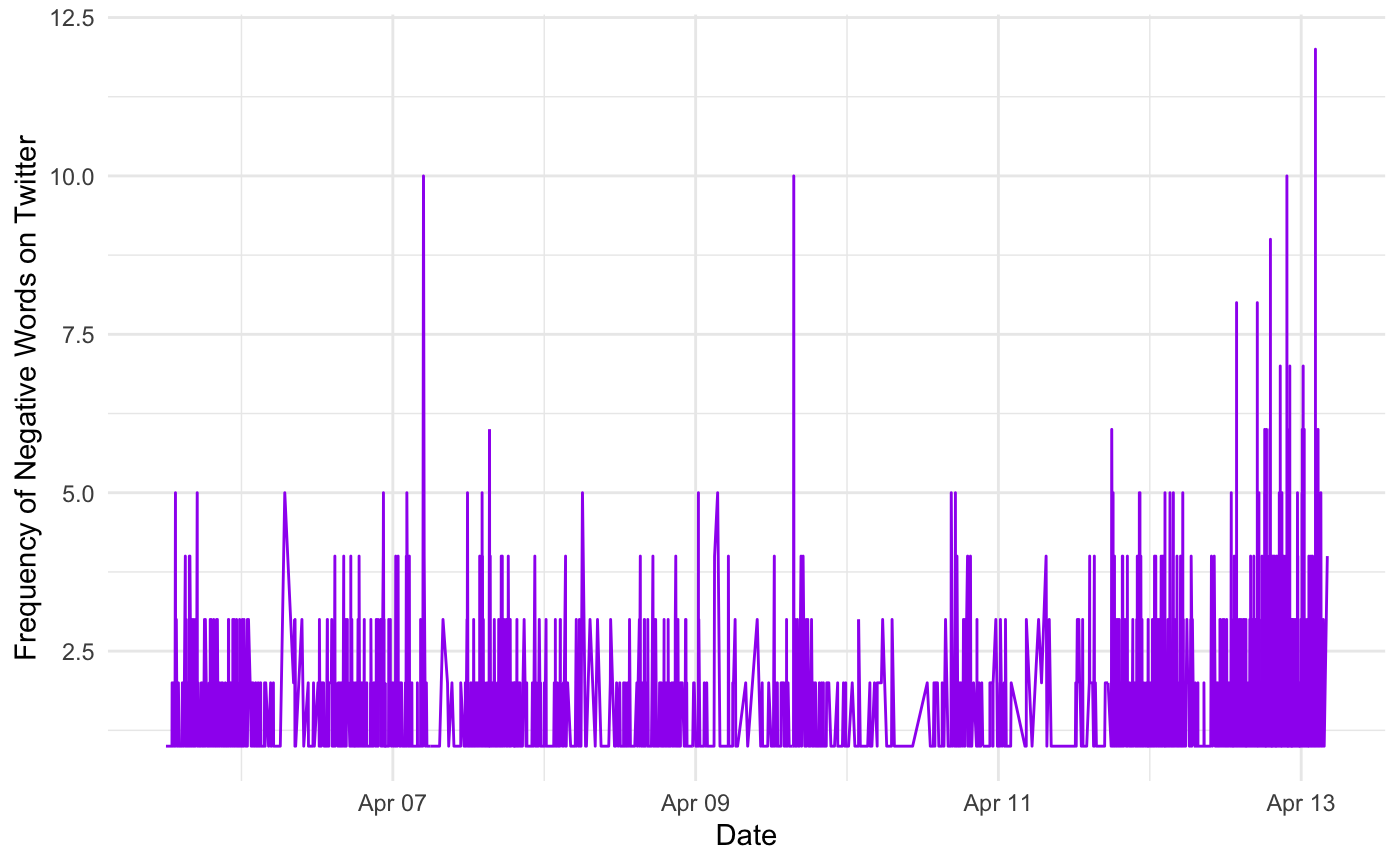 12.5
10.0
7.5
5.0
2.5
Frequency of Negative Words on Twitter
Apr 07
Apr 09
Apr 11
Apr 13
Date